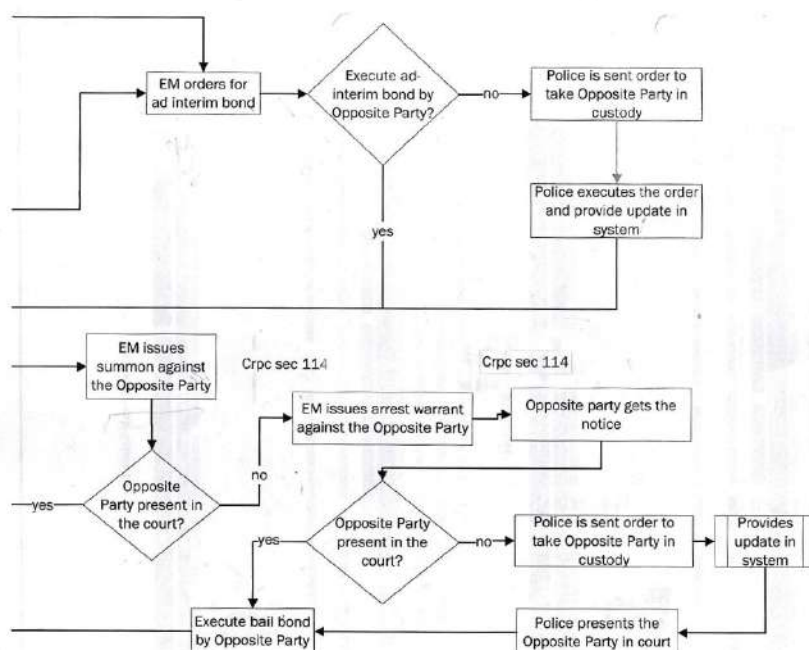 EM orders for
ad interim bond
Execute ad-
interim bond by
Opposite Party?
no
Police is sent order to
take Opposite Party in
custody
Police executes the order
and provide update in
system
yes
EM issues
summon against
the Opposite Party
Crpc sec 114
Crpc sec 114
EM issues arrest warrant
against the Opposite Party
Opposite party gets the
notice
no
Opposite
Party present in
the court?
yes
Opposite Party
present in the
court?
yes
no
Police is sent order to
take Opposite Party in
custody
Provides
update in
system
Execute bail bond
by Opposite Party
Police presents the
Opposite Party in court